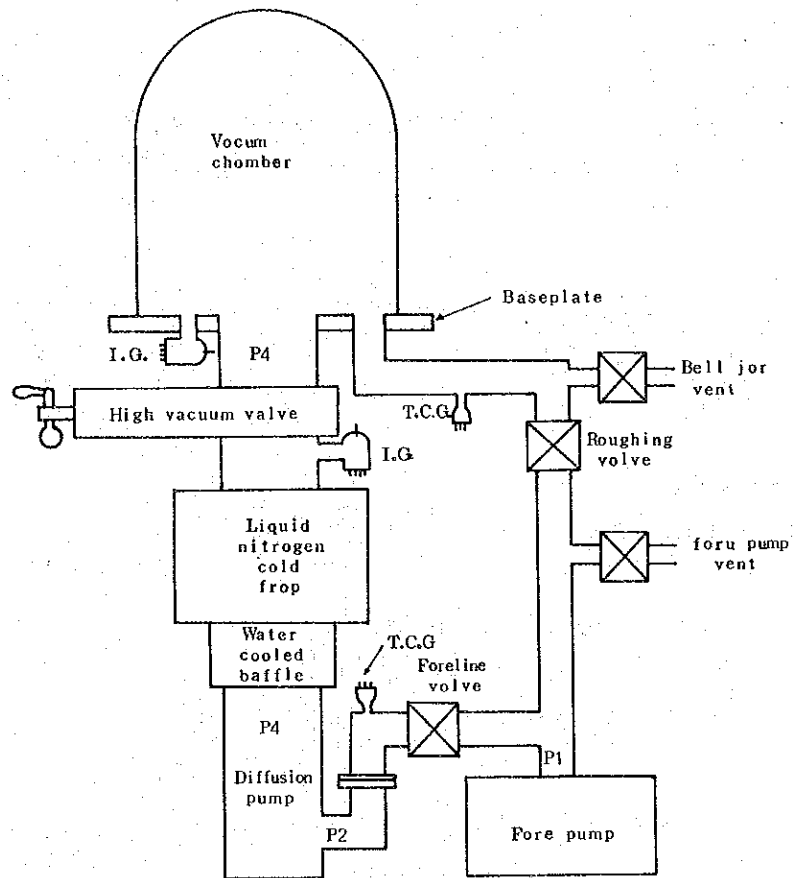 Vocum
chomber
Baseplate
I.G.
P4
Bell jor
vent
High vacuum valve
T.C.G
Roughing
volve
I.G.
Liquid
nitrogen
cold
frop
foru pump
vent
Water
cooled
baffle
T.C.G
Foreline
volve
P4
Diffusion
pump
P1
P2
Fore pump